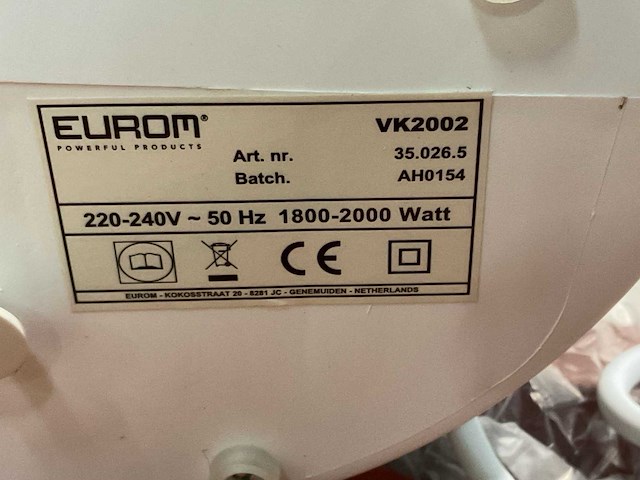 EUROM®
POWERFUL PRODUCTS
VK2002
Art. nr. 35.026.5
Batch. AH0154
220-240V ~ 50 Hz 1800-2000 Watt
CE
EUROM - KOKOSSTRAAT 20 - 8281 JC - GENEMUIDEN - NETHERLANDS